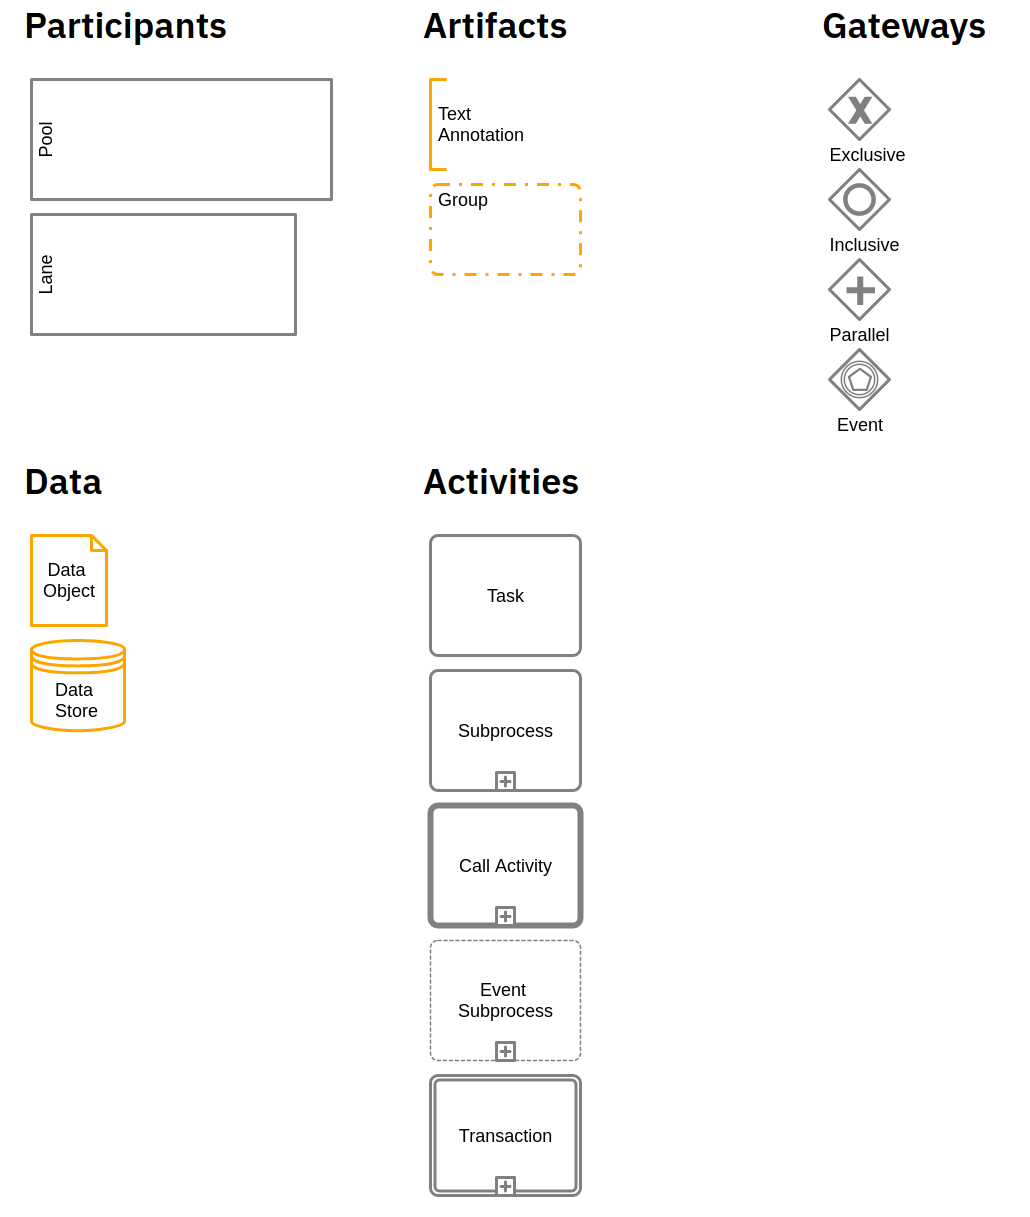 Participants
Pool
Lane
Artifacts
Text
Annotation
Group
Gateways
X
Exclusive
Inclusive
Parallel
Event
Data
Data
Object
Data
Store
Activities
Task
Subprocess
Call Activity
Event
Subprocess
Transaction